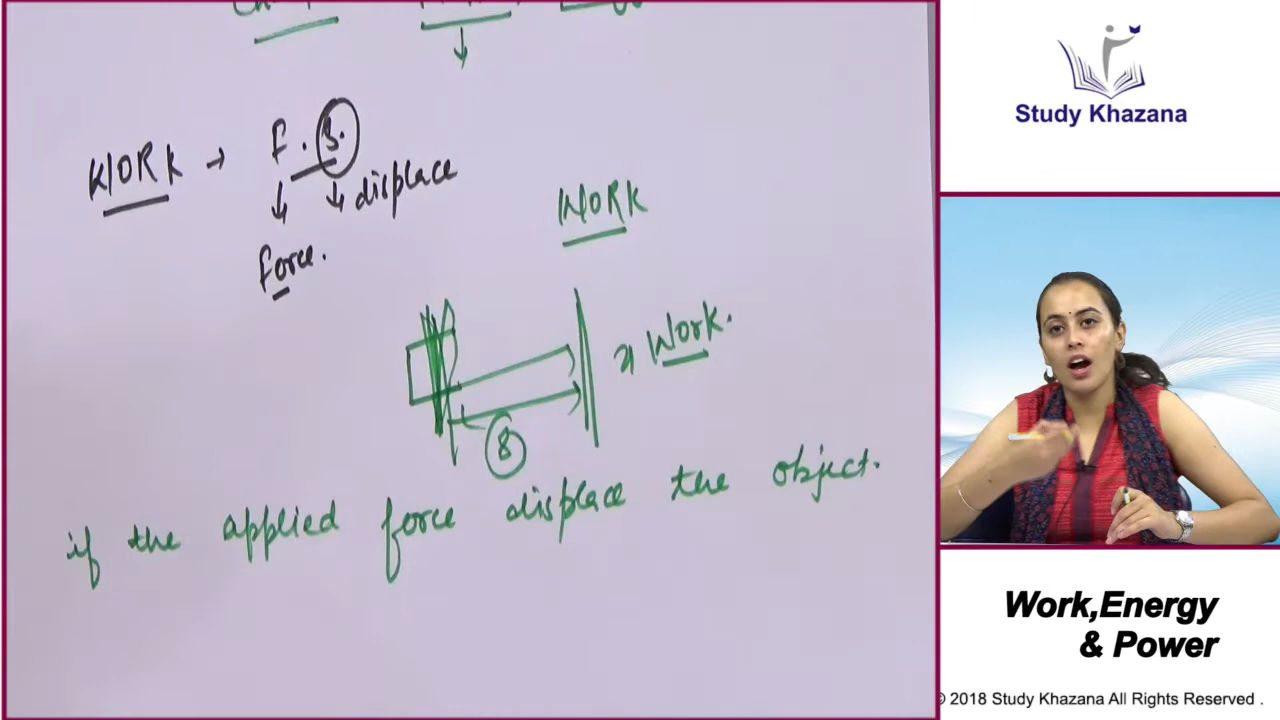 WORK → F. S.
displace
force.
WORK
Work.
8
if the applied force displace the object.
Study Khazana
Work,Energy
& Power
© 2018 Study Khazana All Rights Reserved .